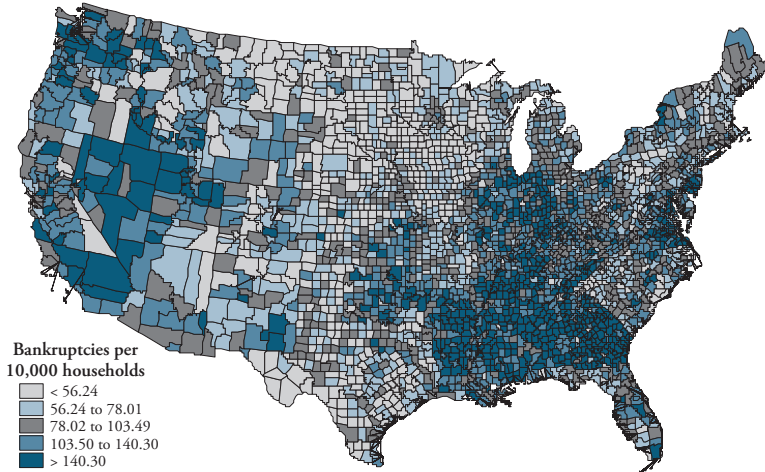 Bankruptcies per
10,000 households
< 56.24
56.24 to 78.01
78.02 to 103.49
103.50 to 140.30
> 140.30